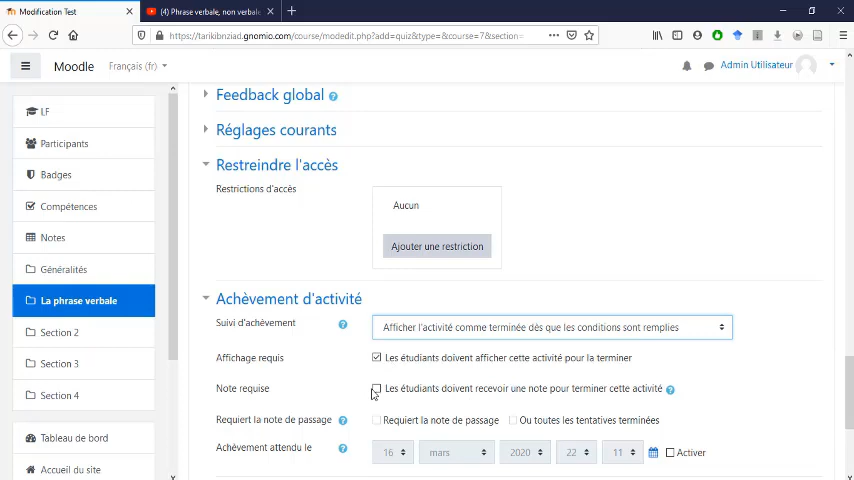 Modification Test
(4) Phrase verbale, non verbale
https://tarikibnziad.gnomio.com/course/modedit.php?add=quiz&type=&course=7&section=
Moodle
Français (fr)
Admin Utilisateur
LF
Participants
Badges
Compétences
Notes
Généralités
La phrase verbale
Section 2
Section 3
Section 4
Tableau de bord
Accueil du site
Feedback global
Réglages courants
Restreindre l'accès
Restrictions d'accès
Aucun
Ajouter une restriction
Achèvement d'activité
Suivi d'achèvement
Afficher l'activité comme terminée dès que les conditions sont remplies
Affichage requis
Les étudiants doivent afficher cette activité pour la terminer
Note requise
Les étudiants doivent recevoir une note pour terminer cette activité
Requiert la note de passage
Requiert la note de passage
Ou toutes les tentatives terminées
Achèvement attendu le
16 mars 2020 22 11 Activer